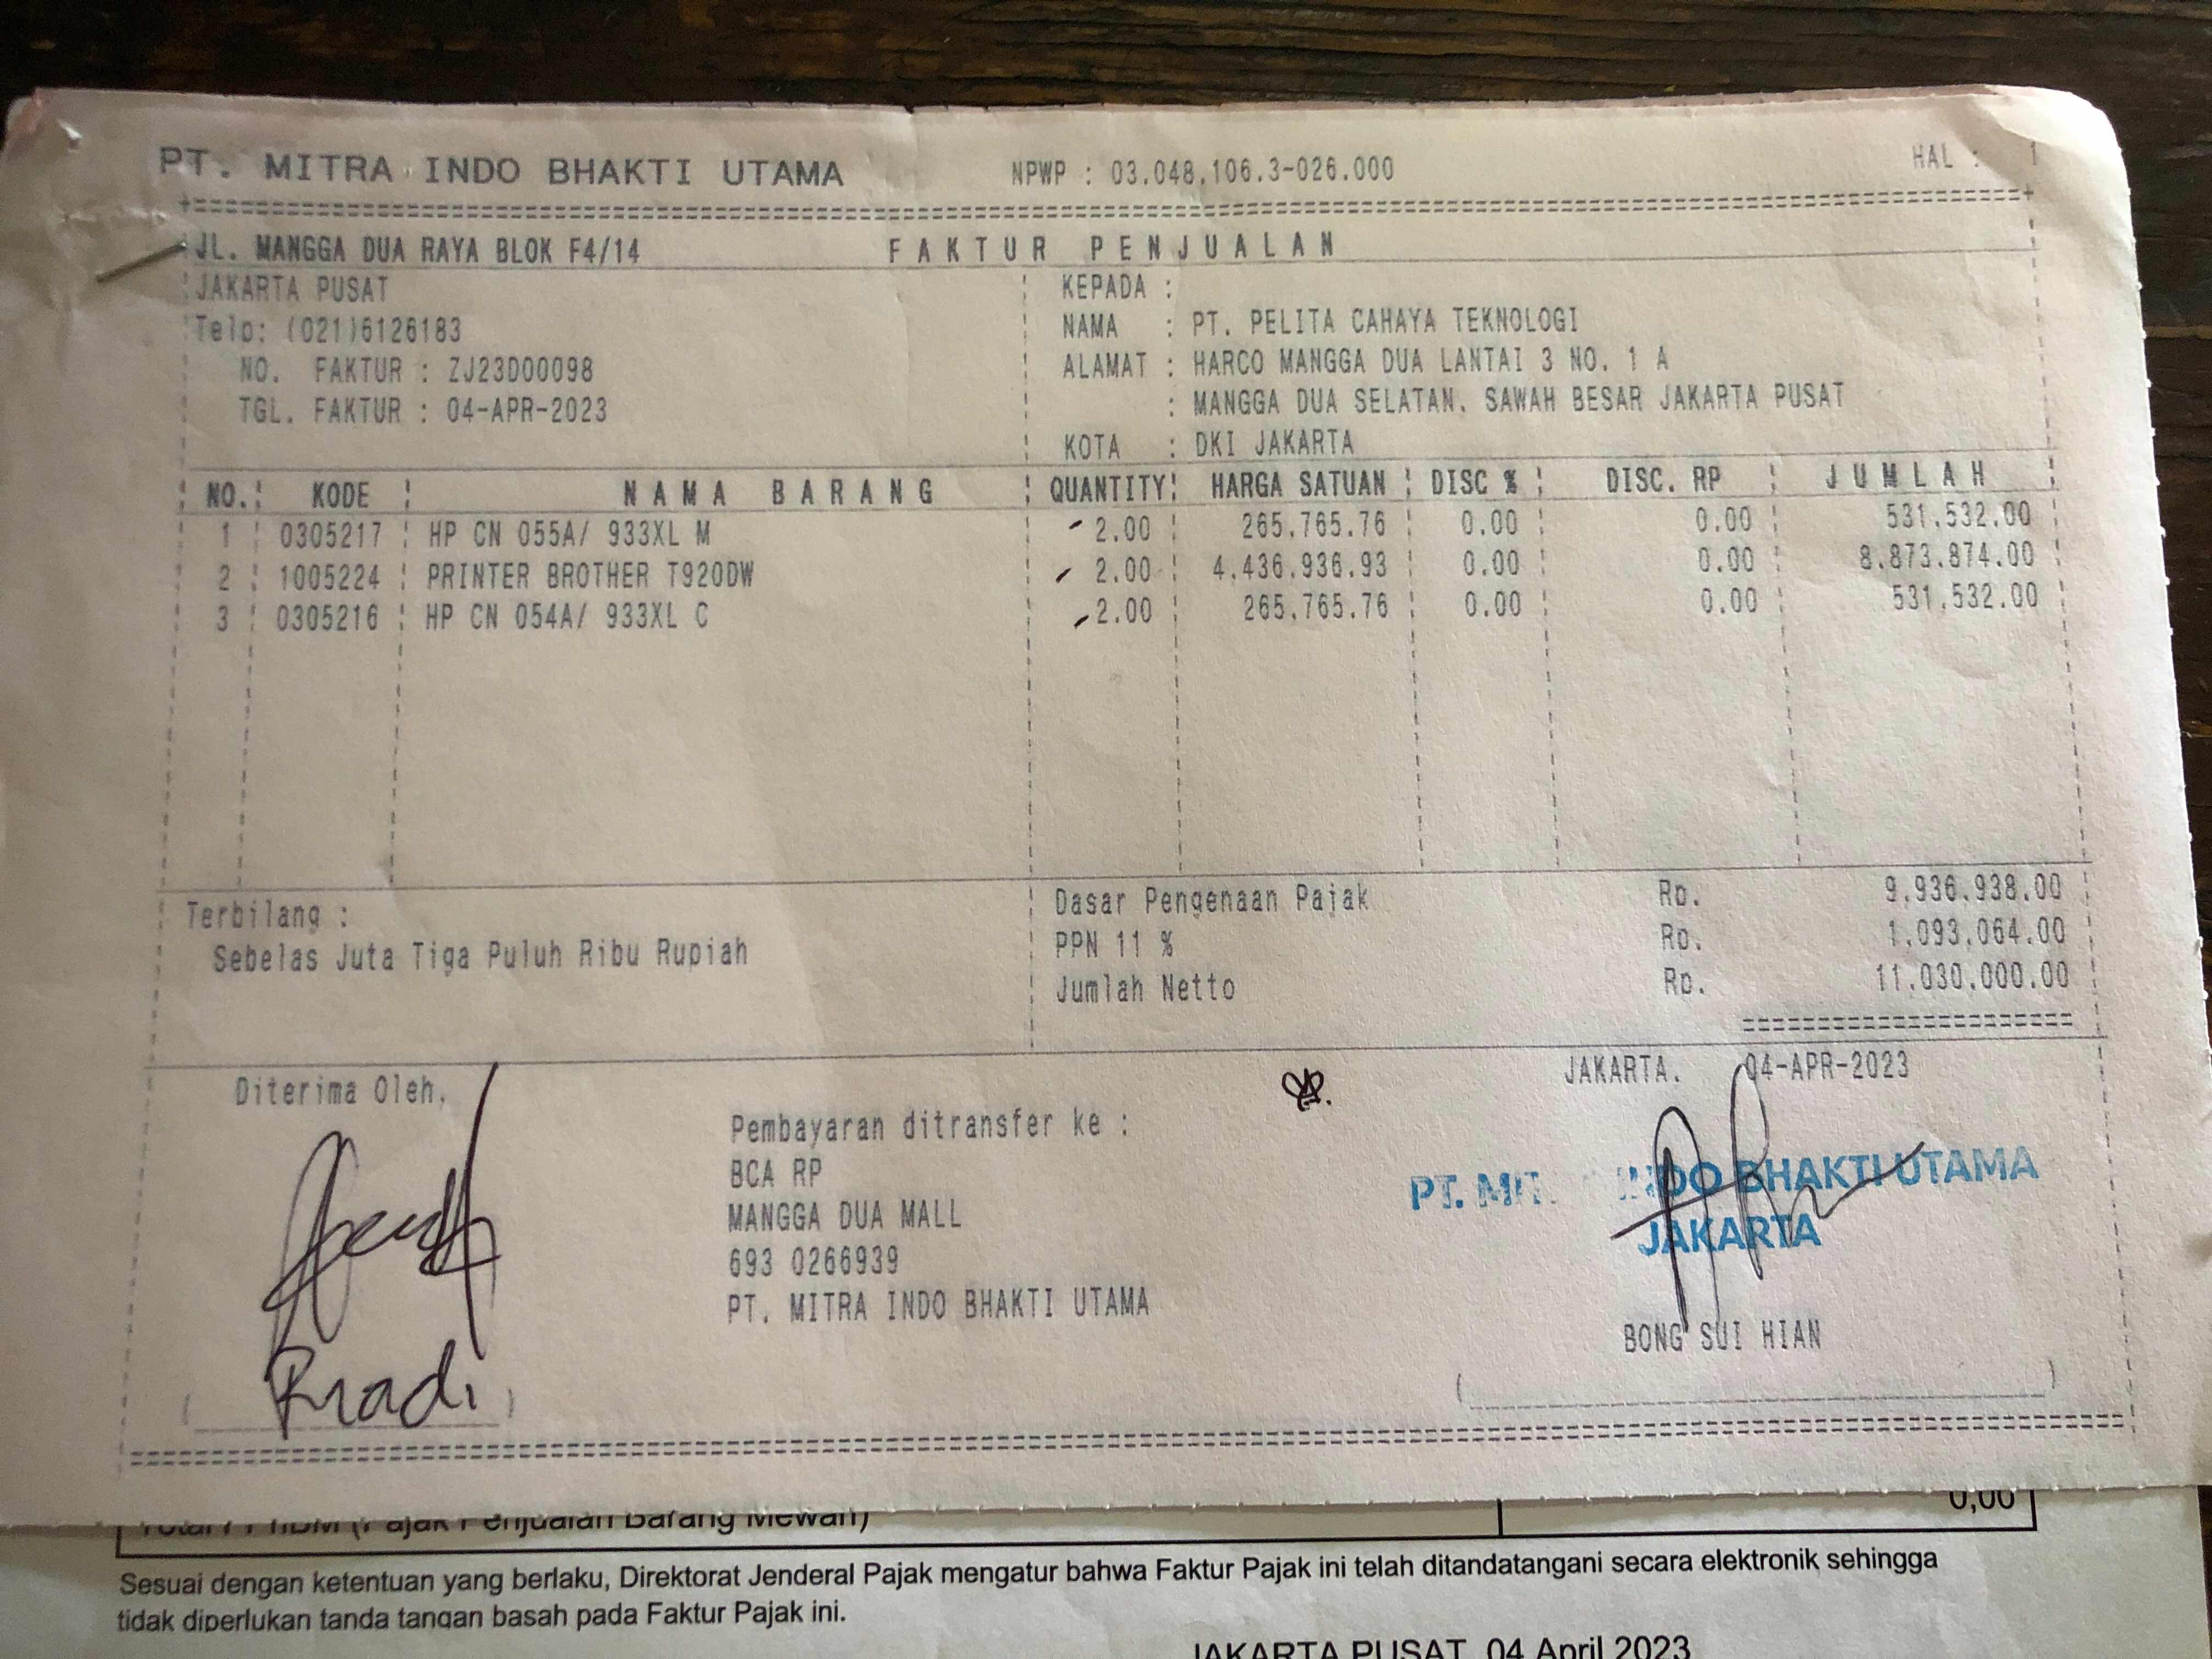 PT. MITRA INDO BHAKTI UTAMA NPWP : 03.048.106.3-026.000 HAL : 1
JL. MANGGA DUA RAYA BLOK F4/14 FAKTUR PENJUALAN
JAKARTA PUSAT KEPADA :
Telp: (021)6126183 NAMA : PT. PELITA CAHAYA TEKNOLOGI
NO. FAKTUR : ZJ23D00098 ALAMAT : HARCO MANGGA DUA LANTAI 3 NO. 1 A
TGL. FAKTUR : 04-APR-2023 : MANGGA DUA SELATAN. SAWAH BESAR JAKARTA PUSAT
KOTA : DKI JAKARTA
NO. KODE NAMA BARANG QUANTITY HARGA SATUAN DISC % DISC. RP JUMLAH
1 0305217 HP CN 055A/ 933XL M 2.00 265.765.76 0.00 0.00 531.532.00
2 1005224 PRINTER BROTHER T920DW 2.00 4.436.936.93 0.00 0.00 8.873.874.00
3 0305216 HP CN 054A/ 933XL C 2.00 265.765.76 0.00 0.00 531.532.00
Terbilang : Dasar Pengenaan Pajak Rp. 9.936.938.00
Sebelas Juta Tiga Puluh Ribu Rupiah PPN 11 % Rp. 1.093.064.00
Jumlah Netto Rp. 11.030.000.00
Diterima Oleh. JAKARTA. 04-APR-2023
Pembayaran ditransfer ke :
BCA RP
MANGGA DUA MALL
693 0266939
PT. MITRA INDO BHAKTI UTAMA
PT. INDO BHAKTI UTAMA
JAKARTA
BONG SUI HIAN
Total PPnBM (Pajak Penjualan Barang Mewah) 0,00
Sesuai dengan ketentuan yang berlaku, Direktorat Jenderal Pajak mengatur bahwa Faktur Pajak ini telah ditandatangani secara elektronik sehingga
tidak diperlukan tanda tangan basah pada Faktur Pajak ini.
JAKARTA PUSAT, 04 April 2023